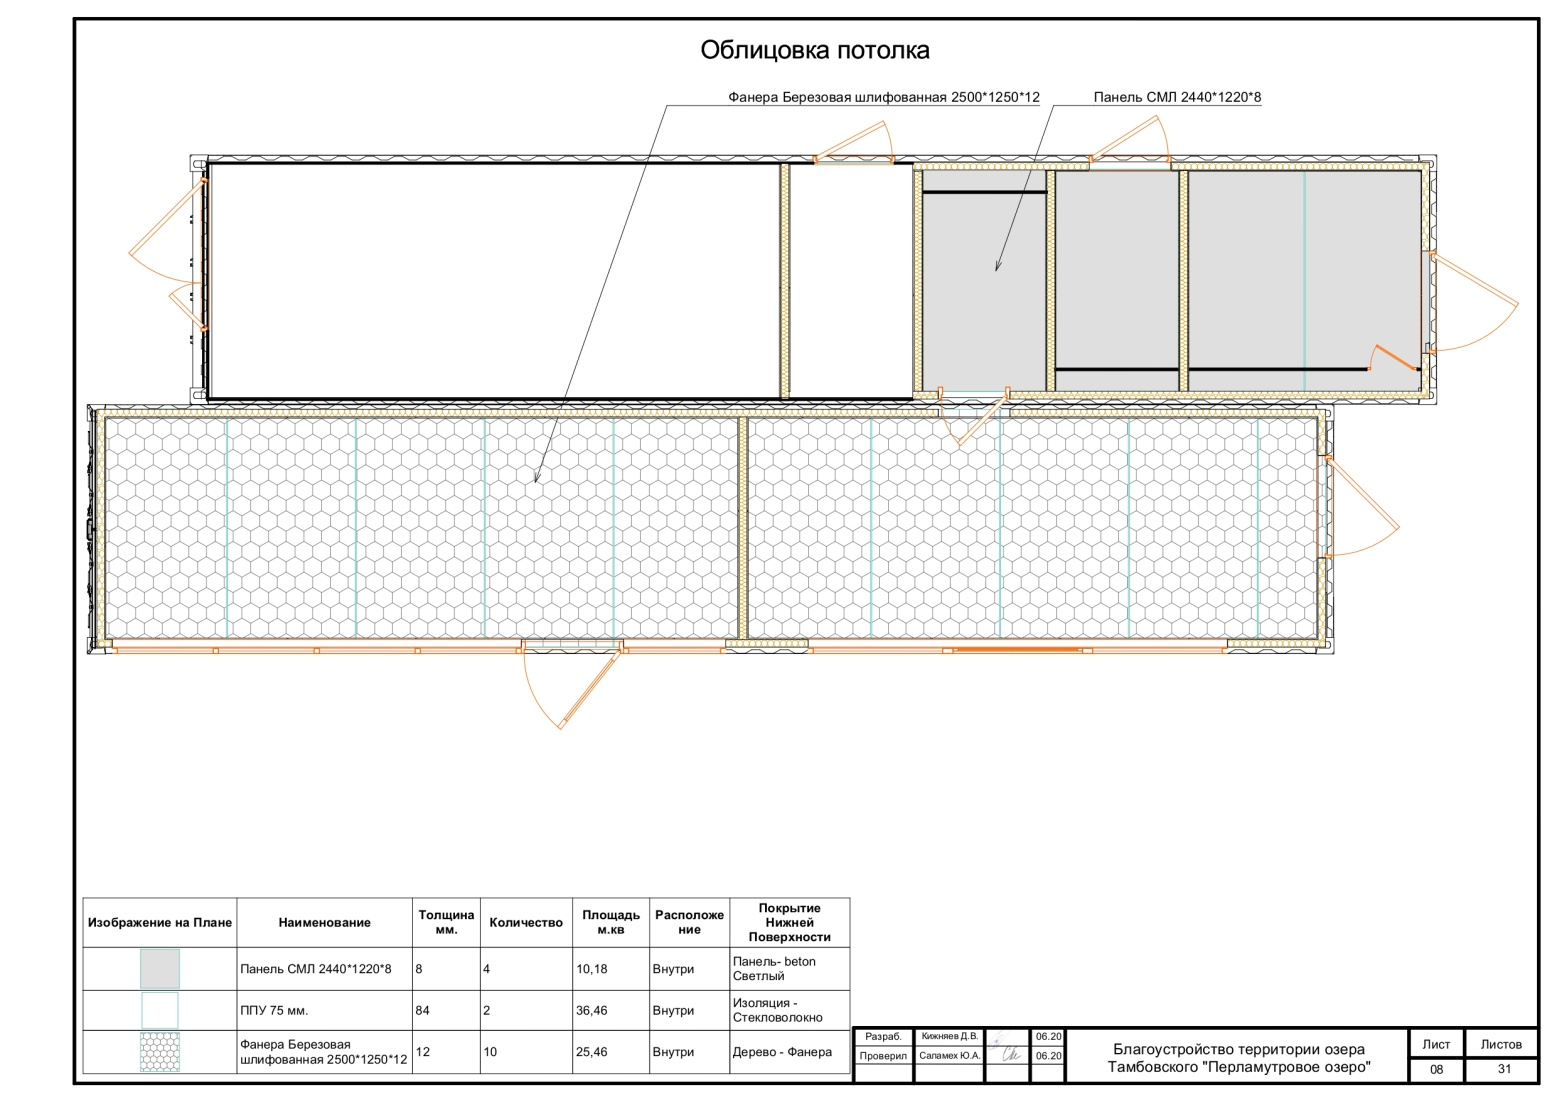 Облицовка потолка
Фанера Березовая шлифованная 2500*1250*12
Панель СМЛ 2440*1220*8
Изображение на Плане
Наименование
Толщина
мм.
Количество
Площадь
м.кв
Расположе
ние
Покрытие
Нижней
Поверхности
Панель СМЛ 2440*1220*8
8
4
10,18
Внутри
Панель- beton
Светлый
ППУ 75 мм.
84
2
36,46
Внутри
Изоляция -
Стекловолокно
Фанера Березовая
шлифованная 2500*1250*12
12
10
25,46
Внутри
Дерево - Фанера
Разраб.
Кижняев Д.В.
06.20
Проверил
Саламех Ю.А.
06.20
Благоустройство территории озера
Тамбовского "Перламутровое озеро"
Лист
Листов
08
31